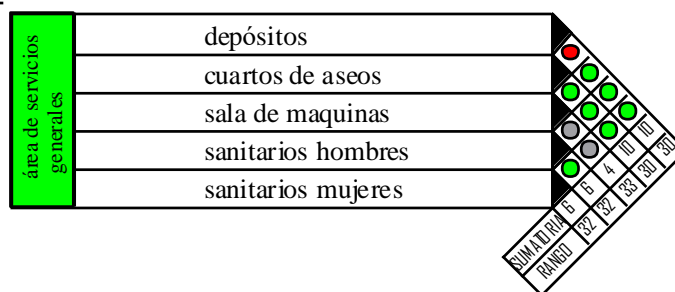 área de servicios
generales
depósitos
cuartos de aseos
sala de maquinas
sanitarios hombres
sanitarios mujeres
SUMATORIA 6 6 4 10 10
RANGO 32 32 33 30 30